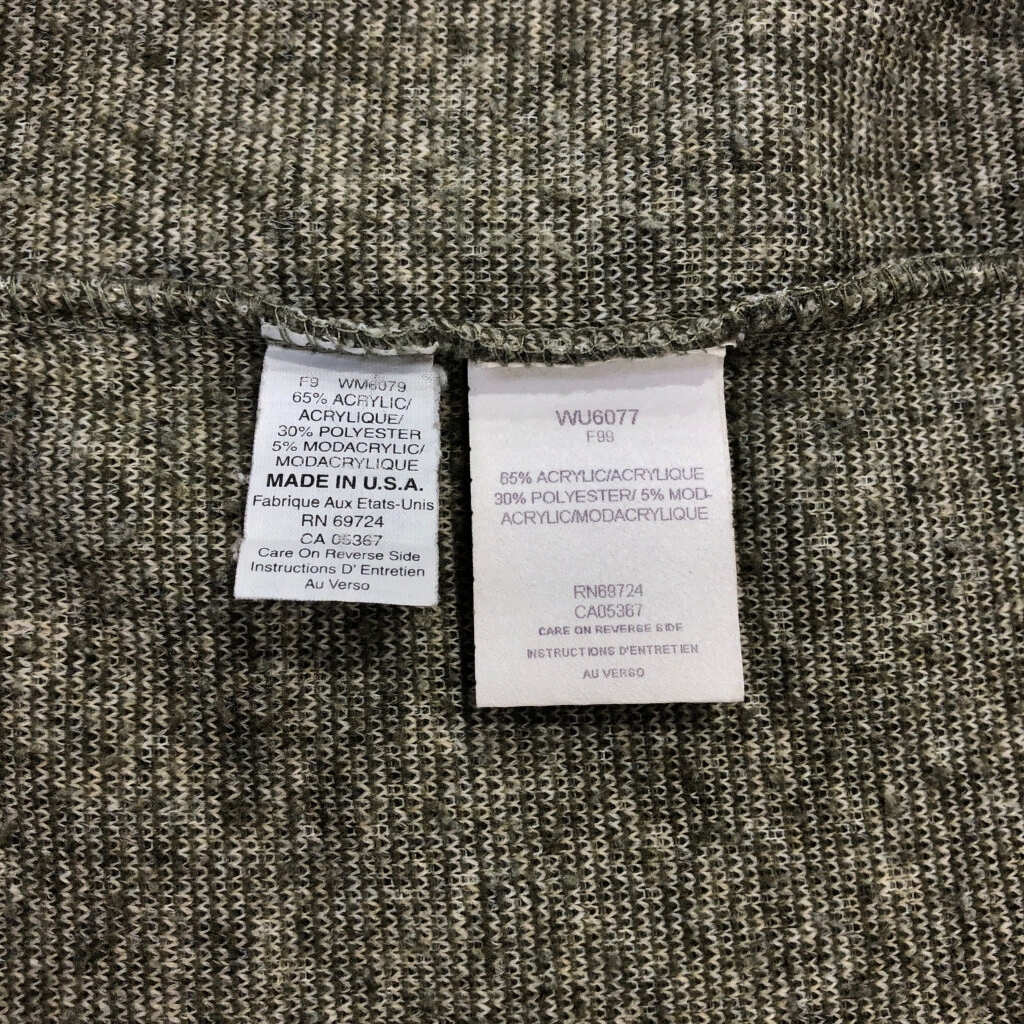 F9 WM6079
65% ACRYLIC/
ACRYLIQUE/
30% POLYESTER
5% MODACRYLIC/
MODACRYLIQUE
MADE IN U.S.A.
Fabrique Aux Etats-Unis
RN 69724
CA 05367
Care On Reverse Side
Instructions D' Entretien
Au Verso
WU6077
F99
65% ACRYLIC/ACRYLIQUE
30% POLYESTER/ 5% MOD-
ACRYLIC/MODACRYLIQUE
RN69724
CA05367
CARE ON REVERSE SIDE
INSTRUCTIONS D'ENTRETIEN
AU VERSO